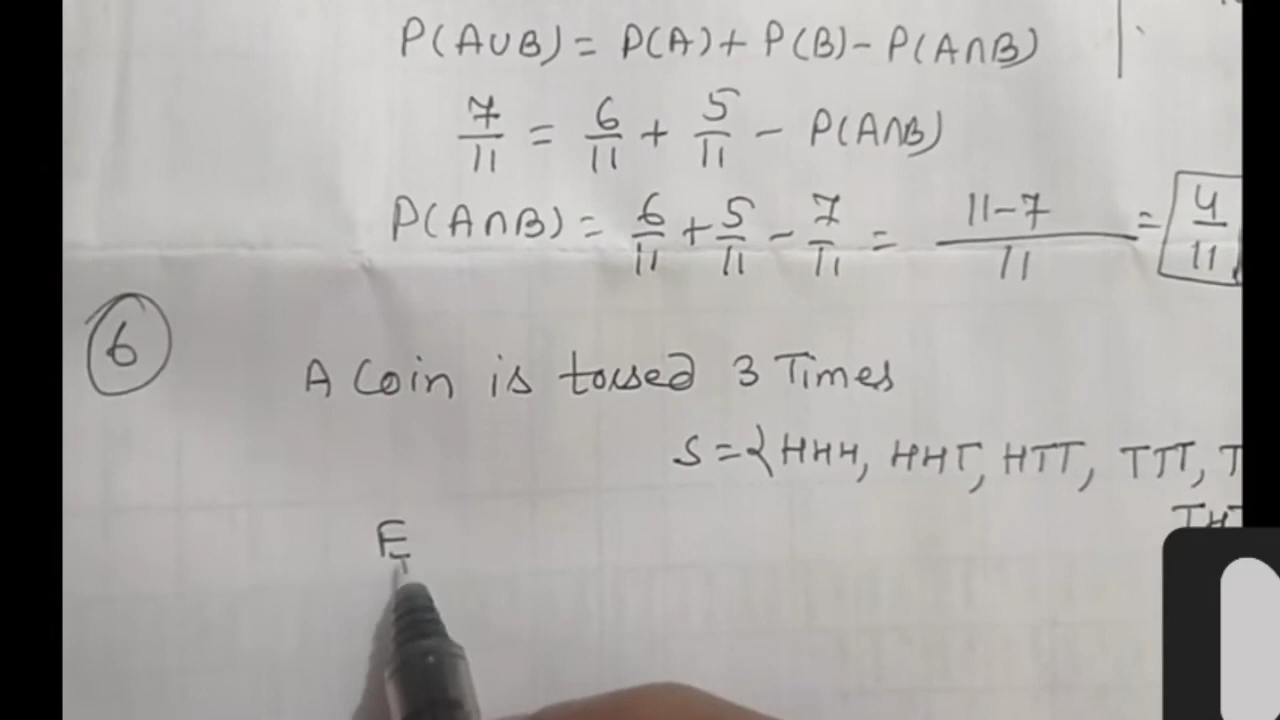 P(A∪B) = P(A) + P(B) - P(A∩B)
7/11 = 6/11 + 5/11 - P(A∩B)
P(A∩B) = 6/11 + 5/11 - 7/11 = 11-7/11 = 4/11
6
A Coin is tossed 3 Times
S = { HHH, HHT, HTT, TTT, T
THT
E